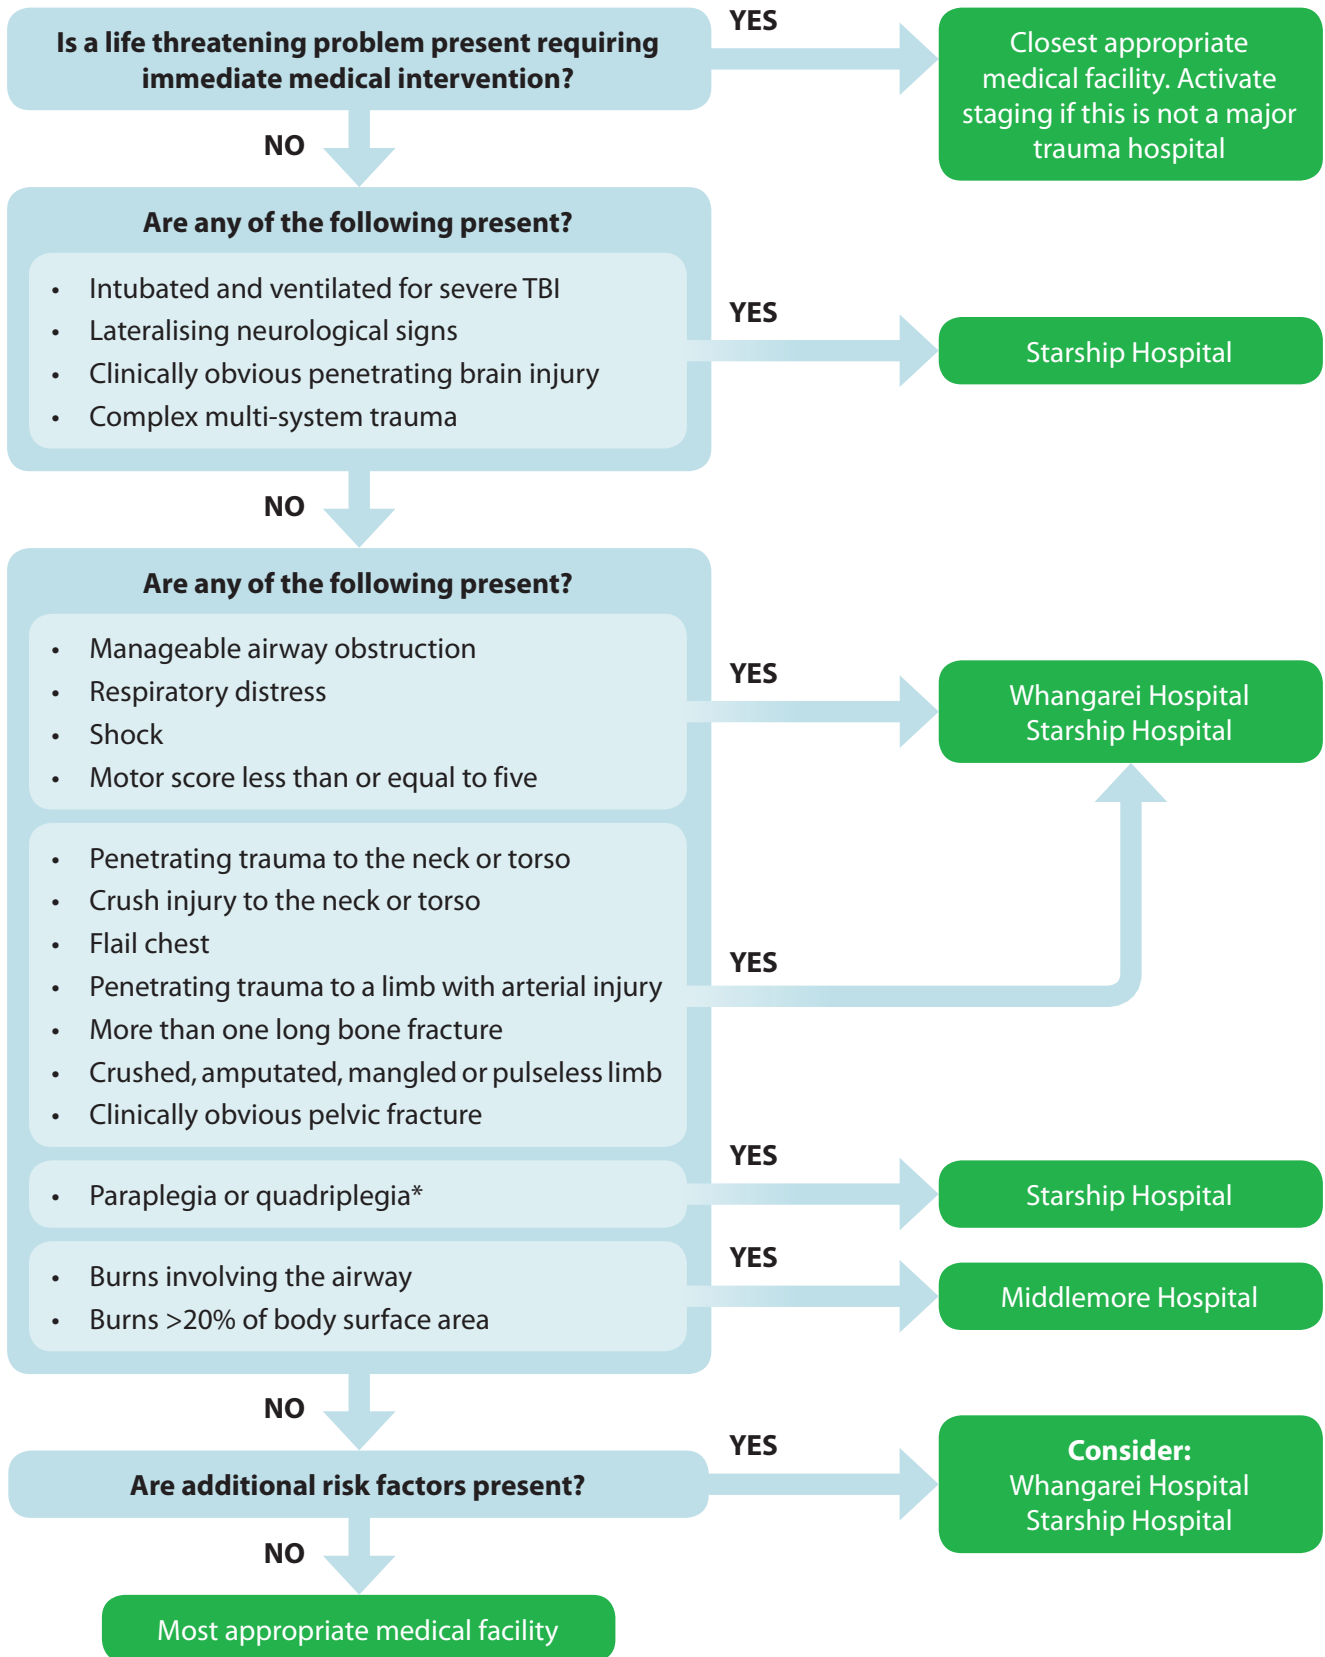 Is a life threatening problem present requiring
immediate medical intervention?
YES
Closest appropriate
medical facility. Activate
staging if this is not a major
trauma hospital
NO
Are any of the following present?
• Intubated and ventilated for severe TBI
• Lateralising neurological signs
• Clinically obvious penetrating brain injury
• Complex multi-system trauma
YES
Starship Hospital
NO
Are any of the following present?
• Manageable airway obstruction
• Respiratory distress
• Shock
• Motor score less than or equal to five
YES
Whangarei Hospital
Starship Hospital
• Penetrating trauma to the neck or torso
• Crush injury to the neck or torso
• Flail chest
• Penetrating trauma to a limb with arterial injury
• More than one long bone fracture
• Crushed, amputated, mangled or pulseless limb
• Clinically obvious pelvic fracture
YES
• Paraplegia or quadriplegia*
YES
Starship Hospital
• Burns involving the airway
• Burns >20% of body surface area
YES
Middlemore Hospital
NO
Are additional risk factors present?
YES
Consider:
Whangarei Hospital
Starship Hospital
NO
Most appropriate medical facility